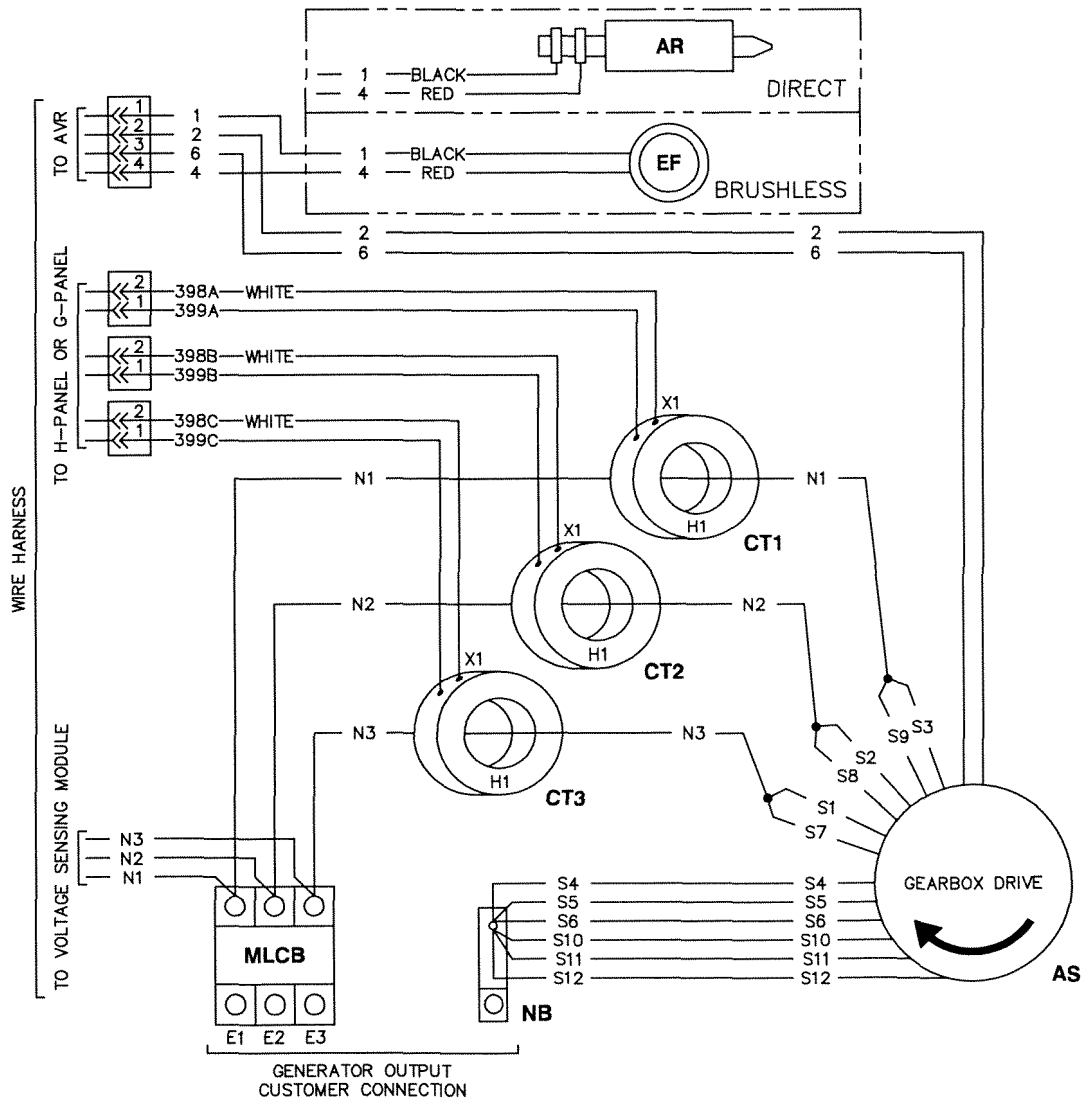 AR
1 BLACK
4 RED
DIRECT
1 1
2 2
3 6
4 4
TO AVR
1 BLACK
4 RED
EF
BRUSHLESS
2 2
6 6
TO H-PANEL OR G-PANEL
2 398A WHITE
1 399A
2 398B WHITE
1 399B
2 398C WHITE
1 399C
X1
N1 N1
H1
CT1
X1
N2 N2
H1
CT2
X1
N3 N3
H1
CT3
WIRE HARNESS
S3
S9
S2
S8
S1
S7
TO VOLTAGE SENSING MODULE
N3
N2
N1
GEARBOX DRIVE
AS
S4 S4
S5 S5
S6 S6
S10 S10
S11 S11
S12 S12
MLCB
NB
E1 E2 E3
GENERATOR OUTPUT
CUSTOMER CONNECTION